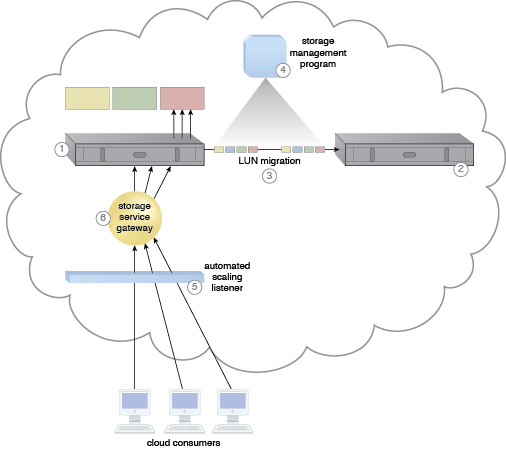 storage
management
program
4
1
LUN migration
3
2
6
storage
service
gateway
automated
scaling
listener
5
cloud consumers